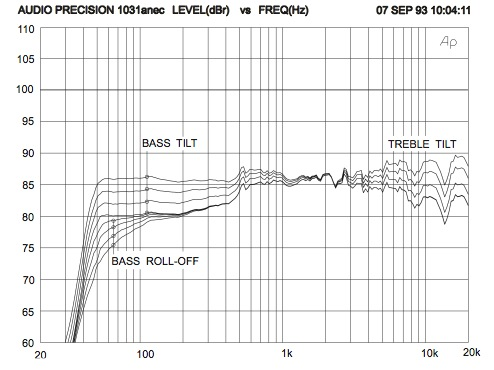 AUDIO PRECISION 1031anec LEVEL(dBr) vs FREQ(Hz) 07 SEP 93 10:04:11
110
Ap
105
100
95
90
BASS TILT TREBLE TILT
85
80
75
BASS ROLL-OFF
70
65
60
20 100 1k 10k 20k